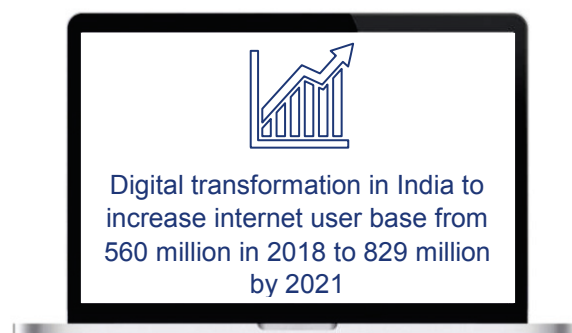 Digital transformation in India to
increase internet user base from
560 million in 2018 to 829 million
by 2021